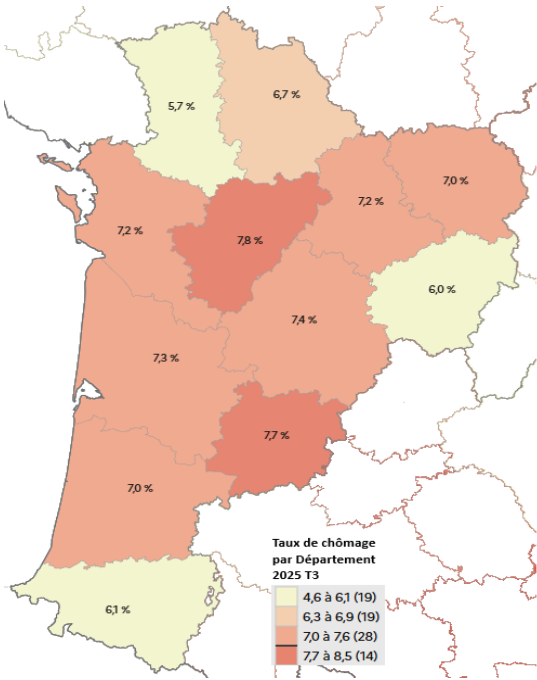 5,7 %
6,7 %
7,0 %
7,2 %
7,2 %
7,8 %
6,0 %
7,4 %
7,3 %
7,7 %
7,0 %
6,1 %
Taux de chômage
par Département
2025 T3
4,6 à 6,1 (19)
6,3 à 6,9 (19)
7,0 à 7,6 (28)
7,7 à 8,5 (14)